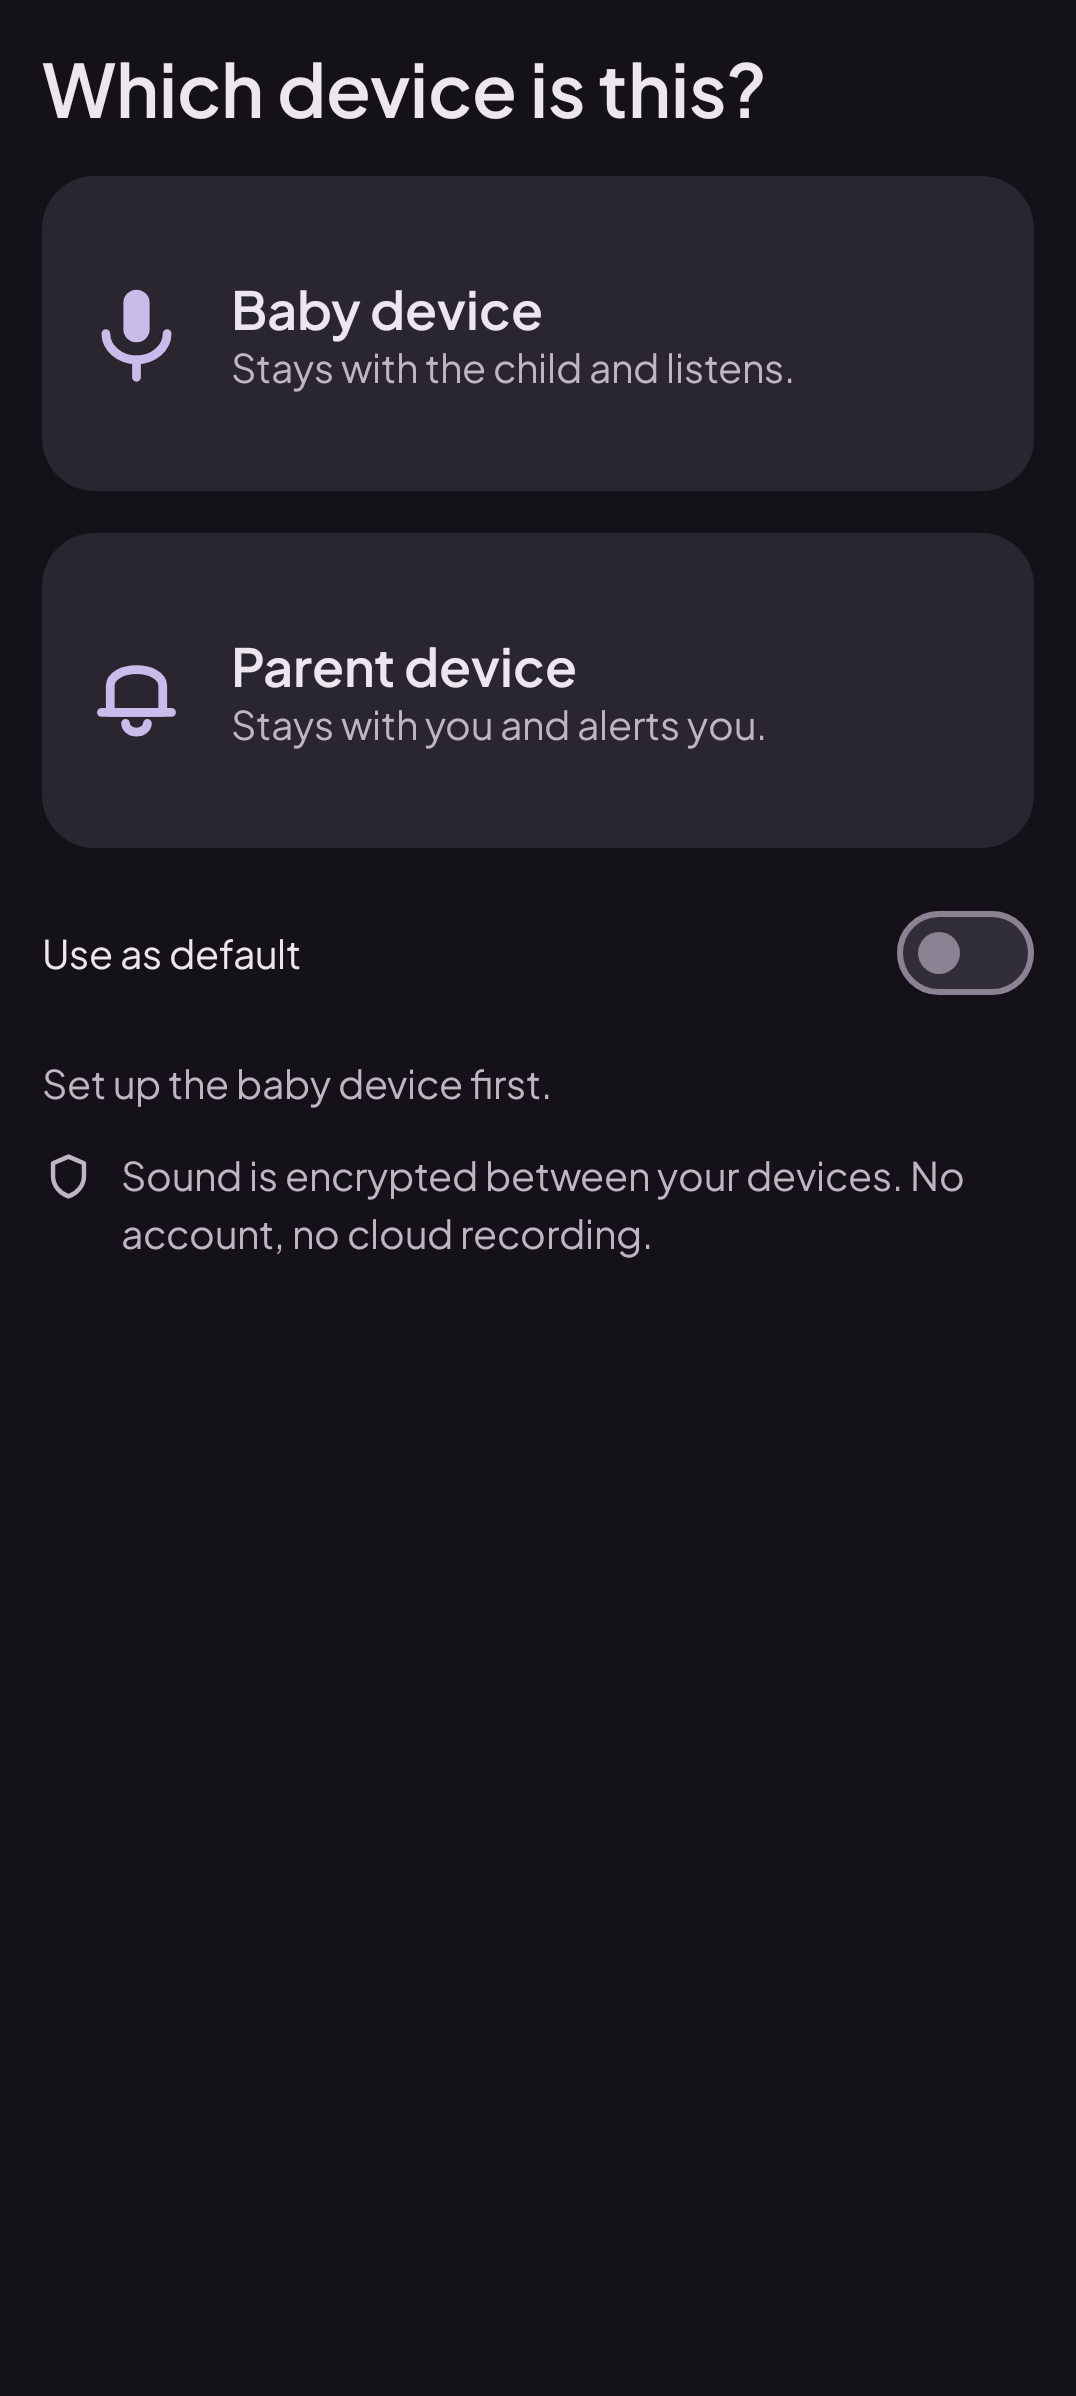 Which device is this?
Baby device
Stays with the child and listens.
Parent device
Stays with you and alerts you.
Use as default
Set up the baby device first.
Sound is encrypted between your devices. No
account, no cloud recording.